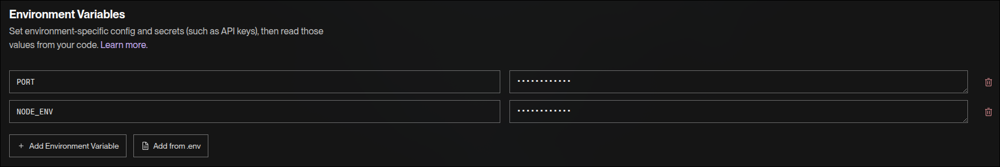 Environment Variables
Set environment-specific config and secrets (such as API keys), then read those
values from your code. Learn more.
PORT
············
NODE_ENV
············
+ Add Environment Variable
Add from .env